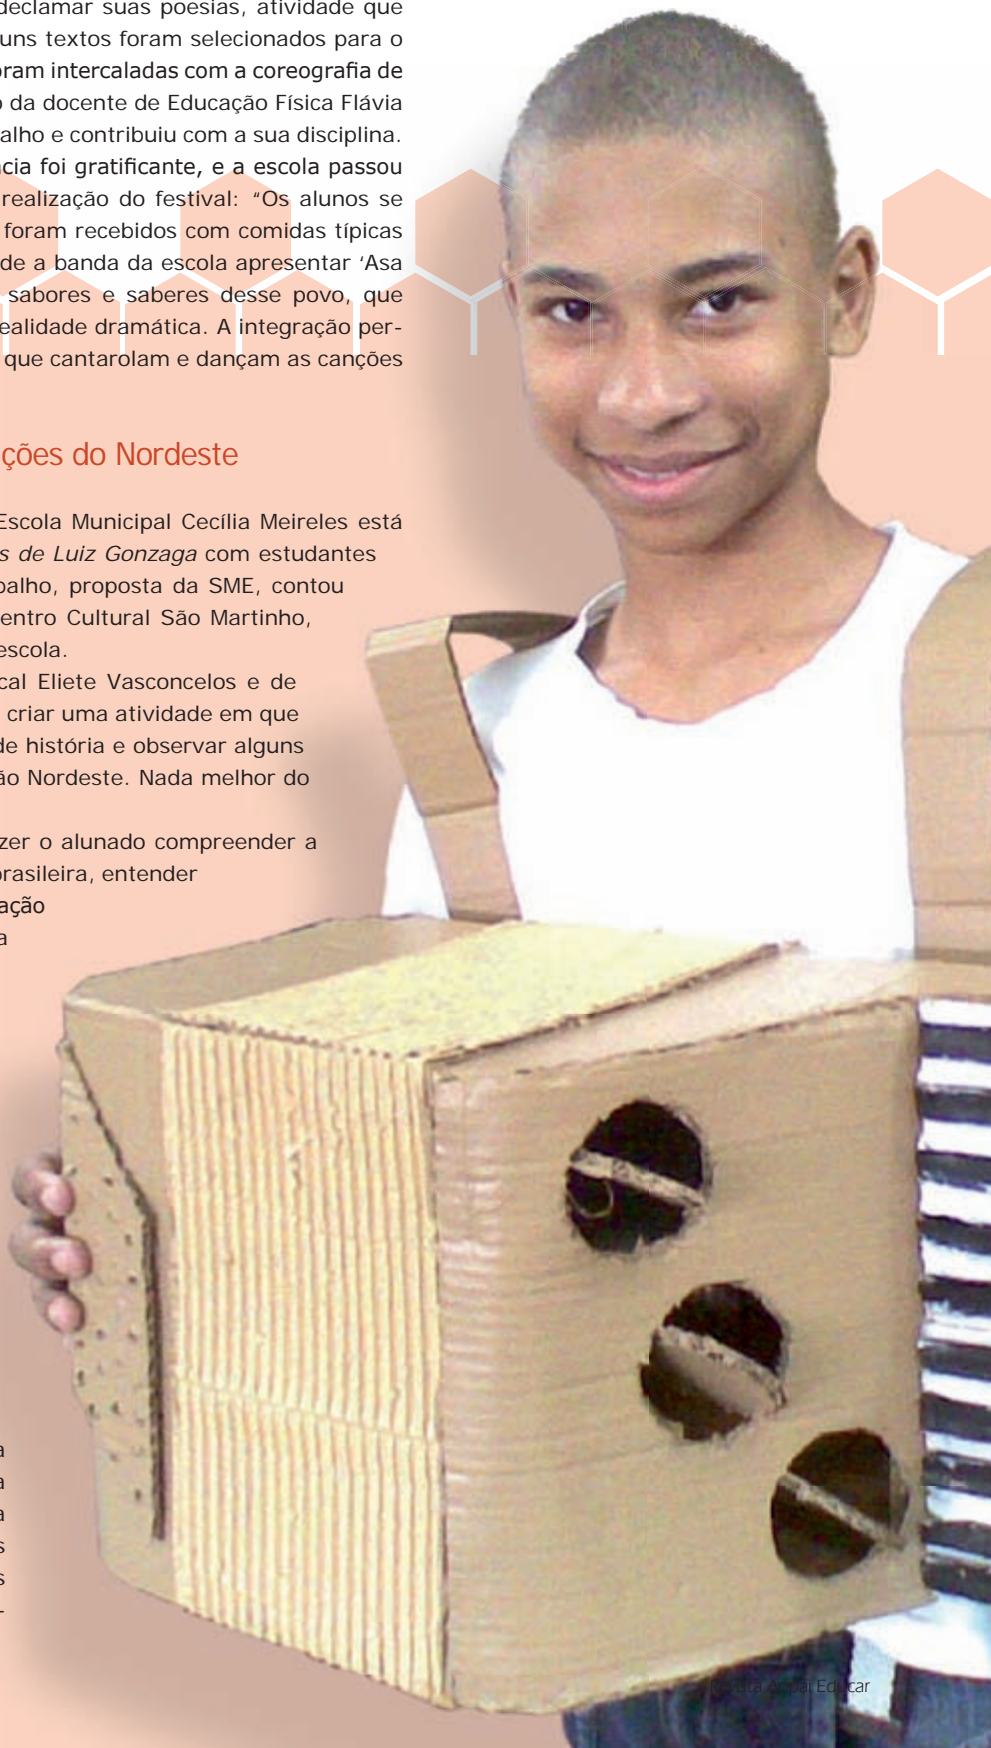 declamar suas poesias, atividade que
uns textos foram selecionados para o
oram intercaladas com a coreografia de
o da docente de Educação Física Flávia
alho e contribuiu com a sua disciplina.
cia foi gratificante, e a escola passou
realização do festival: “Os alunos se
foram recebidos com comidas típicas
de a banda da escola apresentar ‘Asa
sabores e saberes desse povo, que
ealidade dramática. A integração per-
que cantarolam e dançam as canções
ções do Nordeste
Escola Municipal Cecília Meireles está
s de Luiz Gonzaga com estudantes
balho, proposta da SME, contou
entro Cultural São Martinho,
escola.
cal Eliete Vasconcelos e de
criar uma atividade em que
de história e observar alguns
ão Nordeste. Nada melhor do
zer o alunado compreender a
brasileira, entender
ação
a
a
a
a
s
s
-
Revista Appai Educar